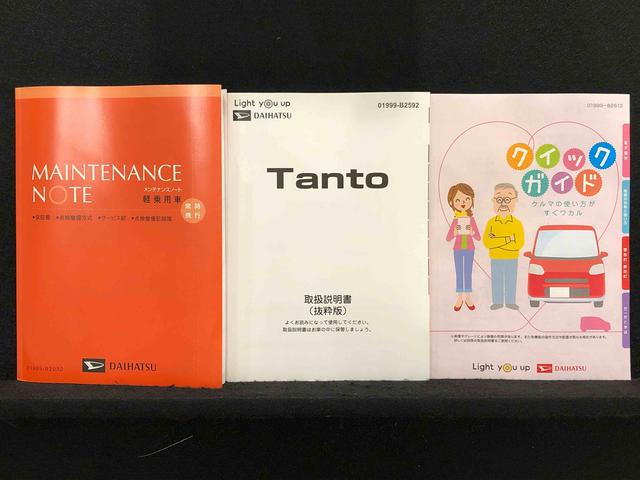 MAINTENANCE
NOTE
メンテナンスノート
軽乗用車
常時
携行
•保証書 •点検整備方式 •サービス網 •点検整備記録簿
01999-B2032
DAIHATSU
Light you up
DAIHATSU
01999-B2592
Tanto
取扱説明書
（抜粋版）
よくお読みになって使用してください。
取扱説明書はお車の中に保管しましょう。
01999-B2612
クイック
ガイド
クルマの使い方が
すぐワカル
Light you up
DAIHATSU